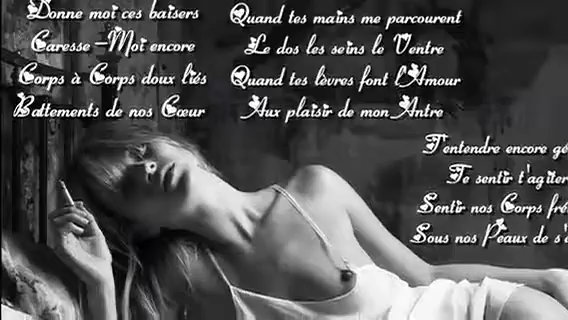 Donne moi ces baisers
Caresse-Moi encore
Corps à Corps doux liés
Battements de nos Cœur
Quand tes mains me parcourent
Le dos les seins le Ventre
Quand tes lèvres font l'Amour
Aux plaisir de mon Antre
T'entendre encore gé
Te sentir t'agiter
Sentir nos Corps fré
Sous nos Peaux de s'a